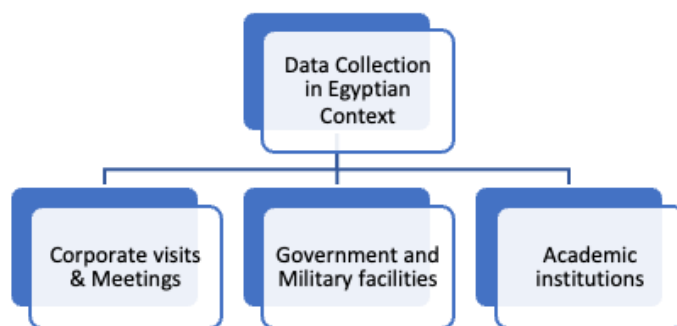 Data Collection
in Egyptian
Context
Corporate visits
& Meetings
Government and
Military facilities
Academic
institutions